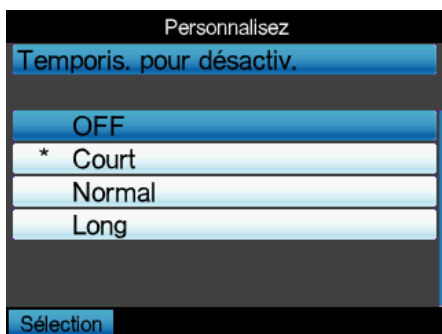 Personnalisez
Temporis. pour désactiv.
OFF
* Court
Normal
Long
Sélection